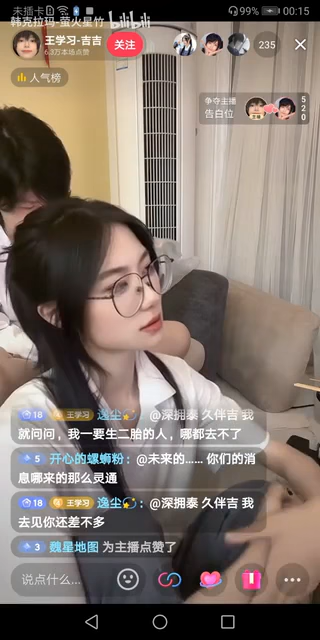 未插卡 99% 00:15
韩克拉玛-萤火星竹 bilibili
王学习-吉吉
6.3万本场点赞
关注
235
人气榜
争夺主播
告白位
520
18 王学习 逸尘：@深拥泰 久伴吉 我
就问问，我一要生二胎的人，哪都去不了
5 开心的螺蛳粉：@未来的...... 你们的消
息哪来的那么灵通
18 王学习 逸尘：@深拥泰 久伴吉 我
去见你还差不多
3 魏星地图 为主播点赞了
说点什么...